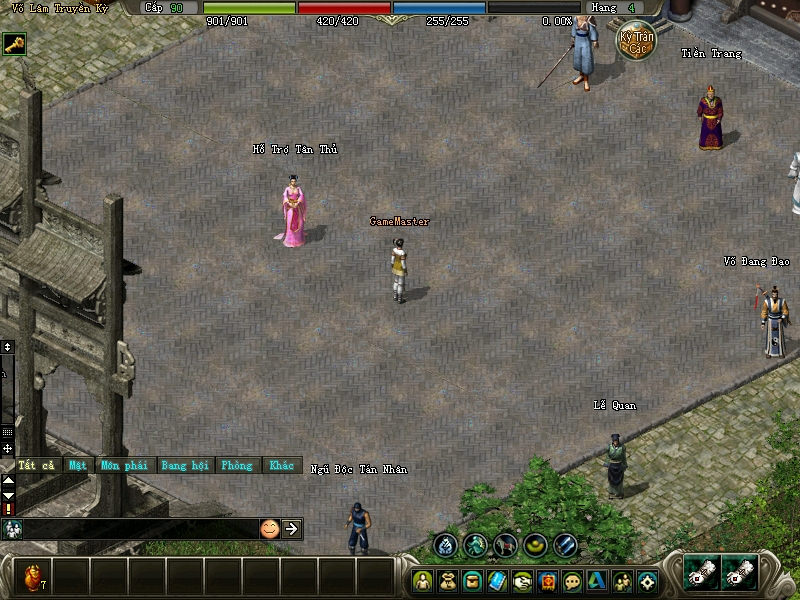 Võ Lâm Truyền Kỳ
Cấp 90
Hạng 4
901/901
420/420
255/255
0.00%
Kỳ Trân
Các
Tiền Trang
Hỗ Trợ Tân Thủ
GameMaster
Võ Đang Đạo
Lễ Quan
Tất cả
Mật
Môn phái
Bang hội
Phòng
Khác
Ngũ Độc Tán Nhân
7